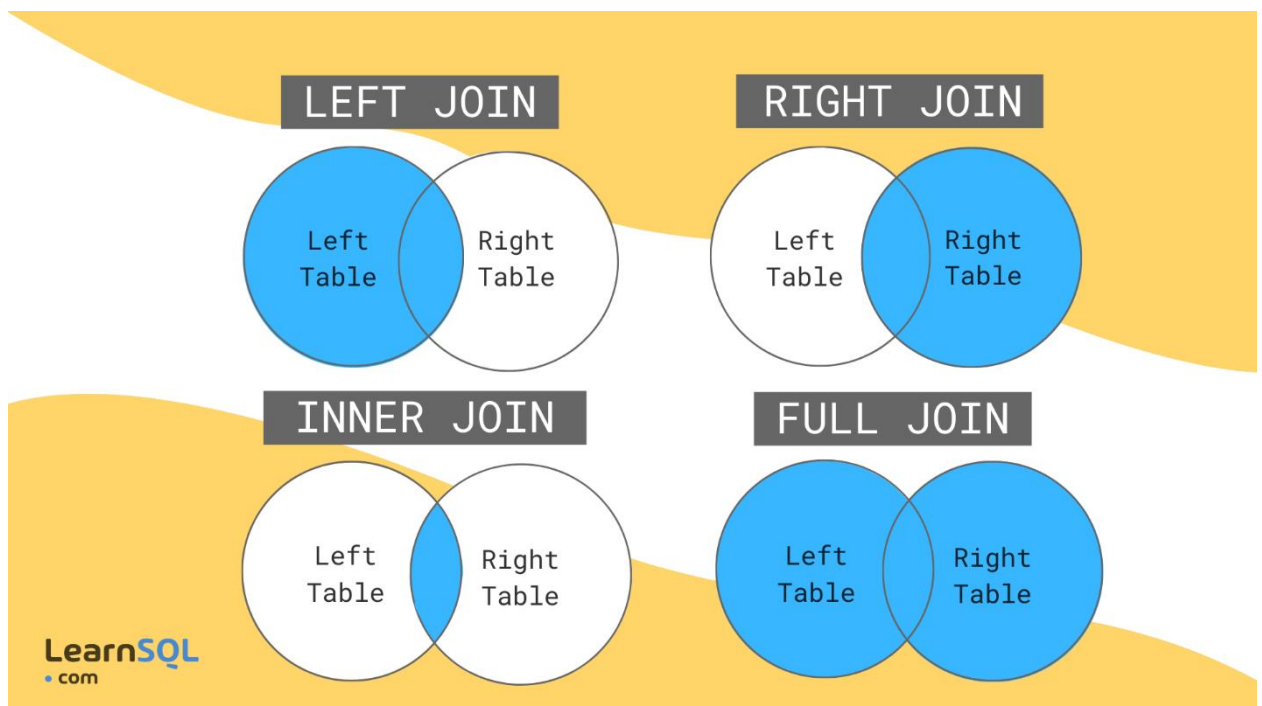 LEFT JOIN
Left
Table
Right
Table
RIGHT JOIN
Left
Table
Right
Table
INNER JOIN
Left
Table
Right
Table
FULL JOIN
Left
Table
Right
Table
LearnSQL
• com